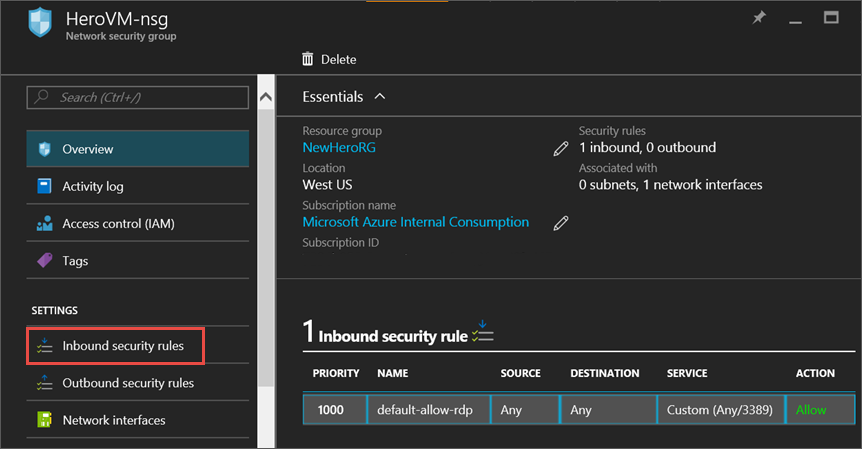 HeroVM-nsg
Network security group
Delete
Search (Ctrl+/)
Overview
Activity log
Access control (IAM)
Tags
SETTINGS
Inbound security rules
Outbound security rules
Network interfaces
Essentials
Resource group
NewHeroRG
Location
West US
Subscription name
Microsoft Azure Internal Consumption
Subscription ID
Security rules
1 inbound, 0 outbound
Associated with
0 subnets, 1 network interfaces
1 Inbound security rule
PRIORITY NAME SOURCE DESTINATION SERVICE ACTION
1000 default-allow-rdp Any Any Custom (Any/3389) Allow